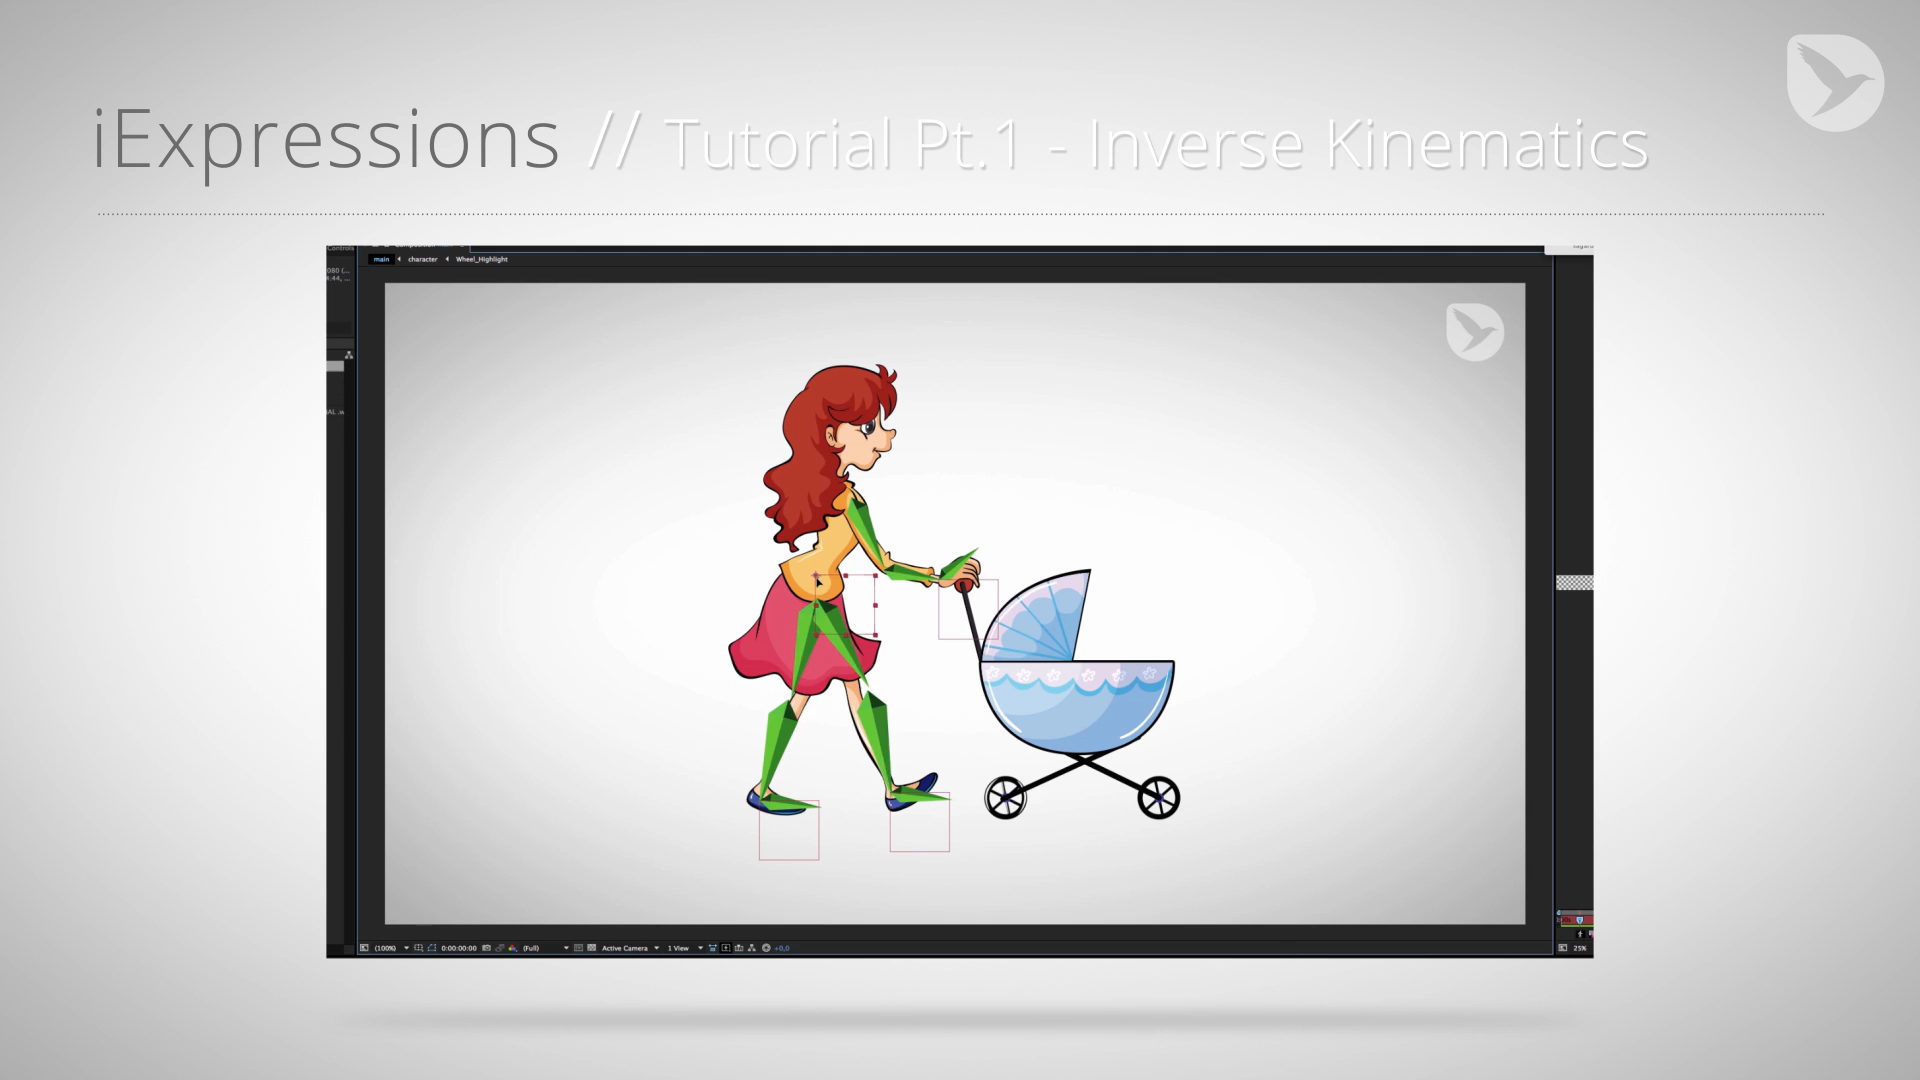 iExpressions // Tutorial Pt.1 - Inverse Kinematics
Controls
main character Wheel_Highlight
(100%) 0:00:00:00 (Full) Active Camera 1 View +0,0
25%